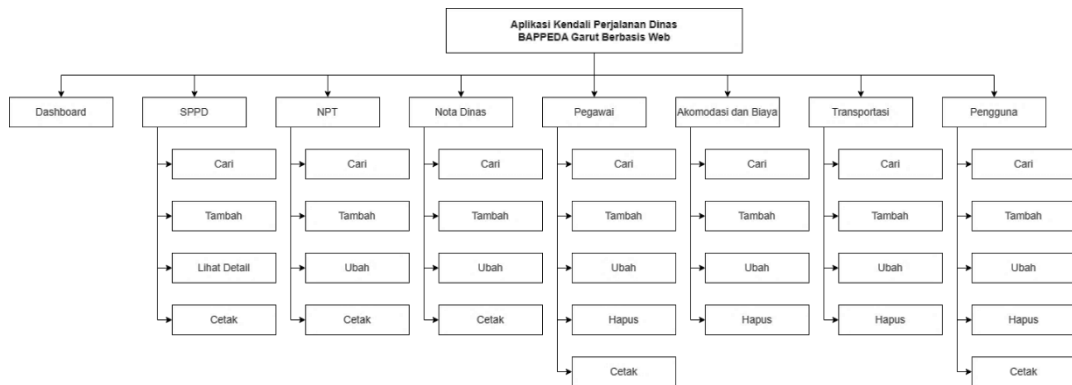 Aplikasi Kendali Perjalanan Dinas
BAPPEDA Garut Berbasis Web
Dashboard
SPPD
NPT
Nota Dinas
Pegawai
Akomodasi dan Biaya
Transportasi
Pengguna
Cari
Cari
Cari
Cari
Cari
Cari
Cari
Tambah
Tambah
Tambah
Tambah
Tambah
Tambah
Tambah
Lihat Detail
Ubah
Ubah
Ubah
Ubah
Ubah
Ubah
Cetak
Cetak
Cetak
Hapus
Hapus
Hapus
Hapus
Cetak
Cetak